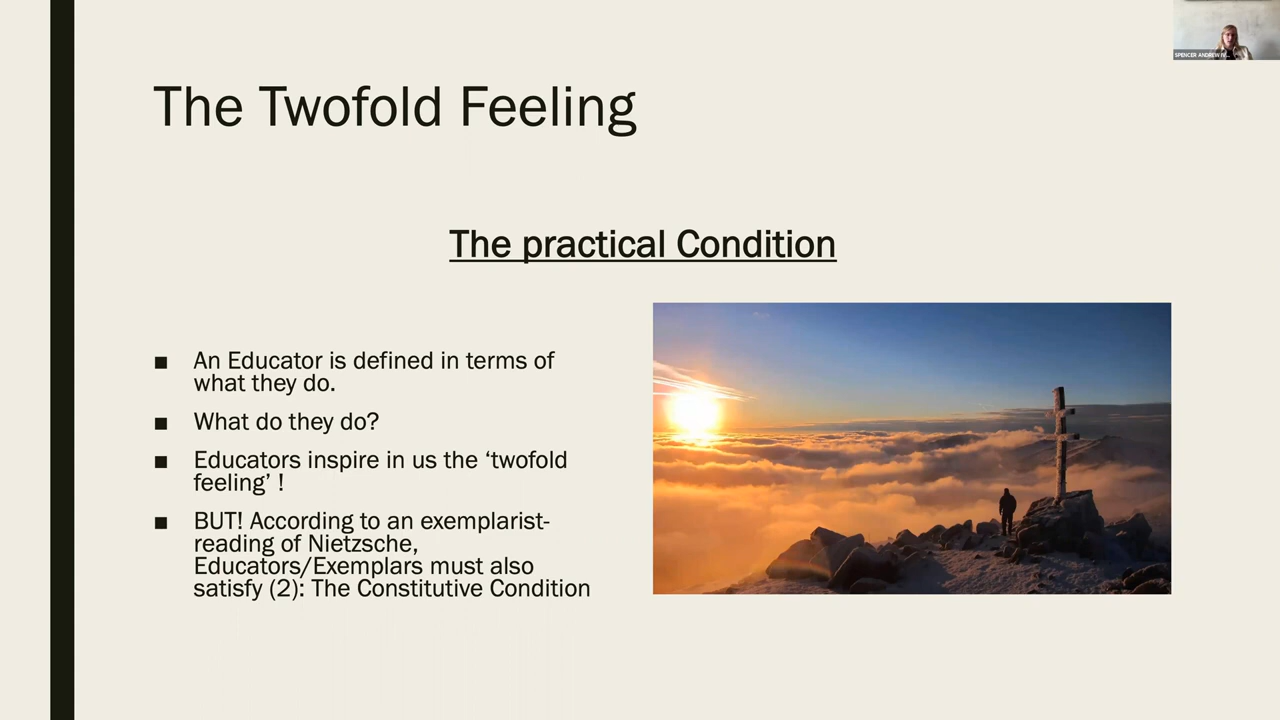 SPENCER ANDREW
The Twofold Feeling
The practical Condition
■ An Educator is defined in terms of
what they do.
■ What do they do?
■ Educators inspire in us the ‘twofold
feeling’ !
■ BUT! According to an exemplarist-
reading of Nietzsche,
Educators/Exemplars must also
satisfy (2): The Constitutive Condition